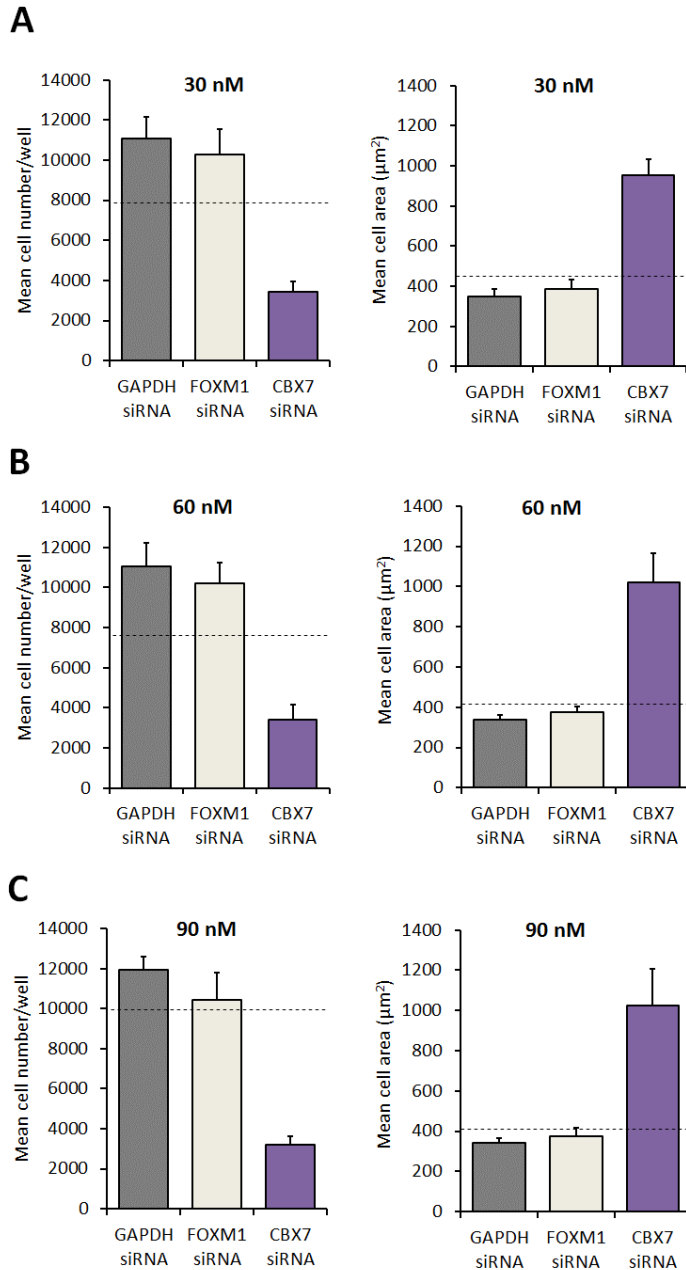 A
30 nM
14000
12000
10000
8000
6000
4000
2000
0
Mean cell number/well
GAPDH FOXM1 CBX7
siRNA siRNA siRNA
30 nM
1400
1200
1000
800
600
400
200
0
Mean cell area (µm²)
GAPDH FOXM1 CBX7
siRNA siRNA siRNA
B
60 nM
14000
12000
10000
8000
6000
4000
2000
0
Mean cell number/well
GAPDH FOXM1 CBX7
siRNA siRNA siRNA
60 nM
1400
1200
1000
800
600
400
200
0
Mean cell area (µm²)
GAPDH FOXM1 CBX7
siRNA siRNA siRNA
C
90 nM
14000
12000
10000
8000
6000
4000
2000
0
Mean cell number/well
GAPDH FOXM1 CBX7
siRNA siRNA siRNA
90 nM
1400
1200
1000
800
600
400
200
0
Mean cell area (µm²)
GAPDH FOXM1 CBX7
siRNA siRNA siRNA